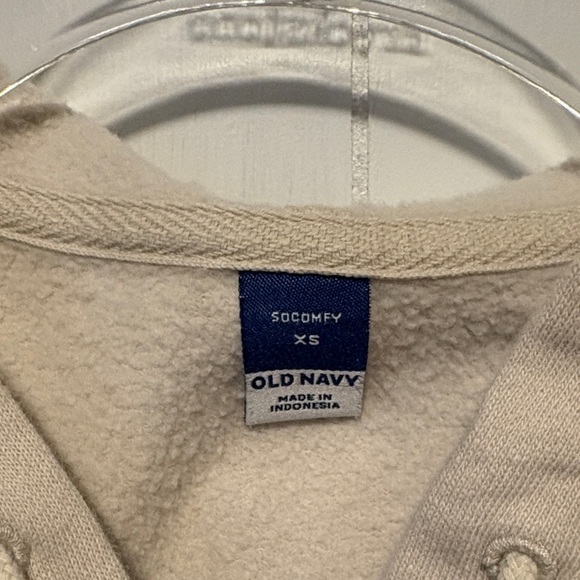 SOCOMFY
XS
OLD NAVY
MADE IN
INDONESIA